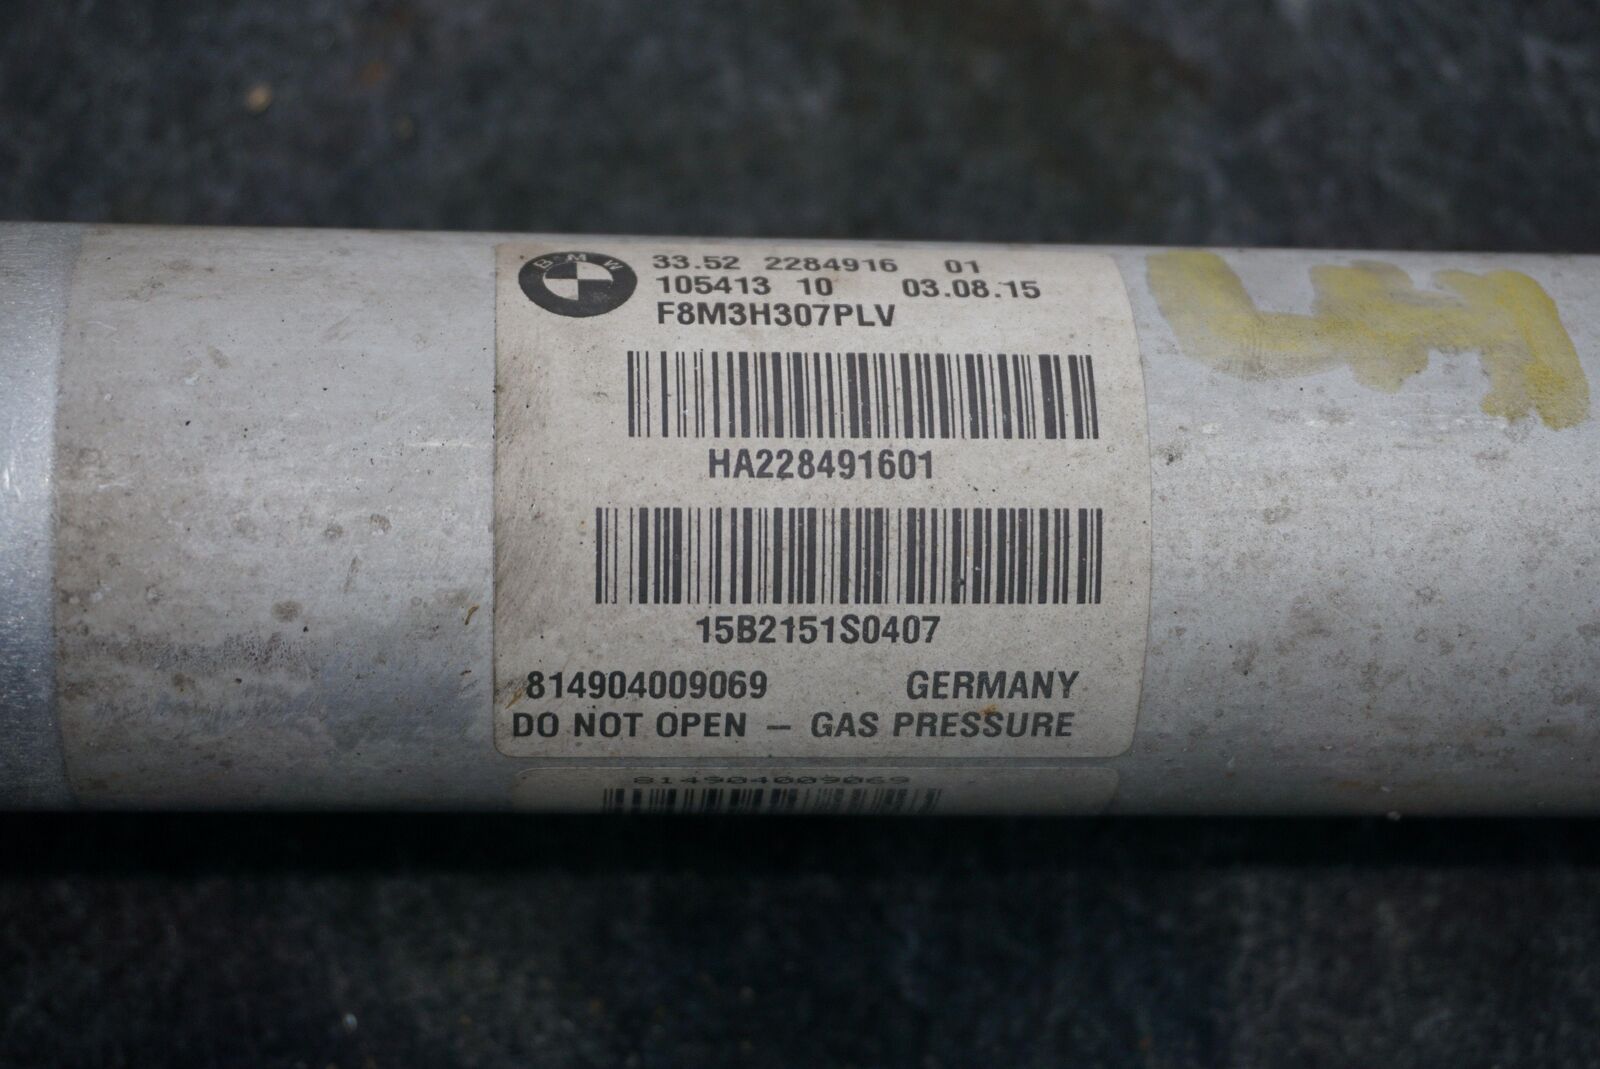 BMW
33.52 2284916 01
105413 10 03.08.15
F8M3H307PLV
HA228491601
15B2151S0407
814904009069 GERMANY
DO NOT OPEN – GAS PRESSURE
814904009069